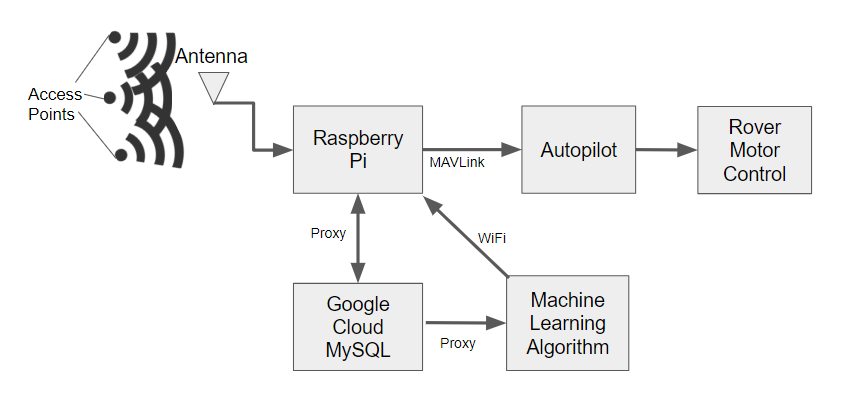 Antenna
Access
Points
Raspberry
Pi
MAVLink
Autopilot
Rover
Motor
Control
Proxy
WiFi
Google
Cloud
MySQL
Proxy
Machine
Learning
Algorithm